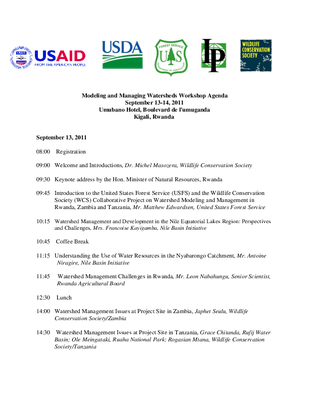 USAID
FROM THE AMERICAN PEOPLE
USDA
FOREST SERVICE
IP
WILDLIFE
CONSERVATION
SOCIETY
Modeling and Managing Watersheds Workshop Agenda
September 13-14, 2011
Umubano Hotel, Boulevard de l'umuganda
Kigali, Rwanda
September 13, 2011
08:00 Registration
09:00 Welcome and Introductions, Dr. Michel Masozera, Wildlife Conservation Society
09:30 Keynote address by the Hon. Minister of Natural Resources, Rwanda
09:45 Introduction to the United States Forest Service (USFS) and the Wildlife Conservation
Society (WCS) Collaborative Project on Watershed Modeling and Management in
Rwanda, Zambia and Tanzania, Mr. Matthew Edwardsen, United States Forest Service
10:15 Watershed Management and Development in the Nile Equatorial Lakes Region: Perspectives
and Challenges, Mrs. Francoise Kayigamba, Nile Basin Initiative
10:45 Coffee Break
11:15 Understanding the Use of Water Resources in the Nyabarongo Catchment, Mr. Antoine
Niragire, Nile Basin Initiative
11:45 Watershed Management Challenges in Rwanda, Mr. Leon Nabahungu, Senior Scientist,
Rwanda Agricultural Board
12:30 Lunch
14:00 Watershed Management Issues at Project Site in Zambia, Japhet Seulu, Wildlife
Conservation Society/Zambia
14:30 Watershed Management Issues at Project Site in Tanzania, Grace Chitanda, Rufiji Water
Basin; Ole Meingataki, Ruaha National Park; Rogasian Mtana, Wildlife Conservation
Society/Tanzania